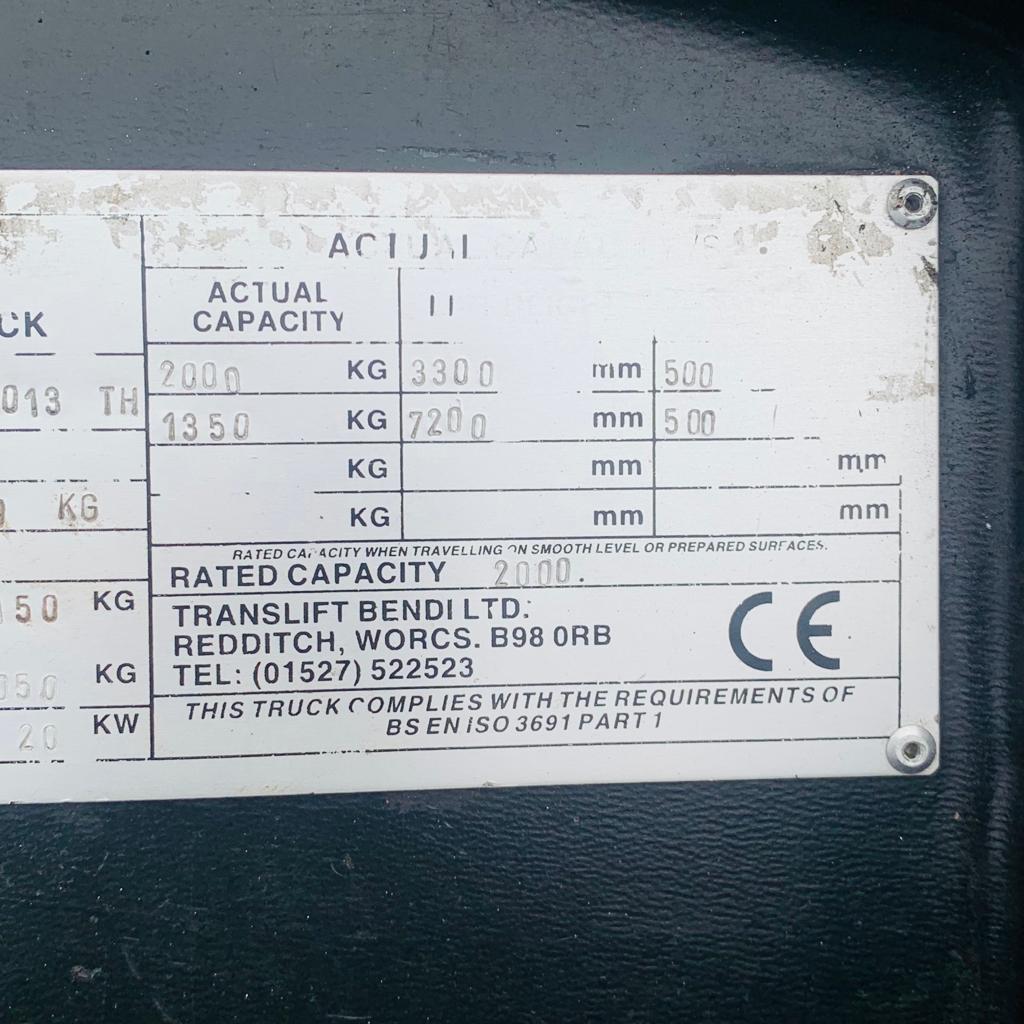 ACTUAL
ACTUAL
CAPACITY
CK
2000 KG 3300 mm 500
013 TH
1350 KG 7200 mm 500
KG mm mm
KG
KG mm mm
RATED CAPACITY WHEN TRAVELLING ON SMOOTH LEVEL OR PREPARED SURFACES.
RATED CAPACITY 2000.
150 KG
TRANSLIFT BENDI LTD.
REDDITCH, WORCS. B98 0RB
TEL: (01527) 522523
CE
050 KG
THIS TRUCK COMPLIES WITH THE REQUIREMENTS OF
BS EN ISO 3691 PART 1
20 KW